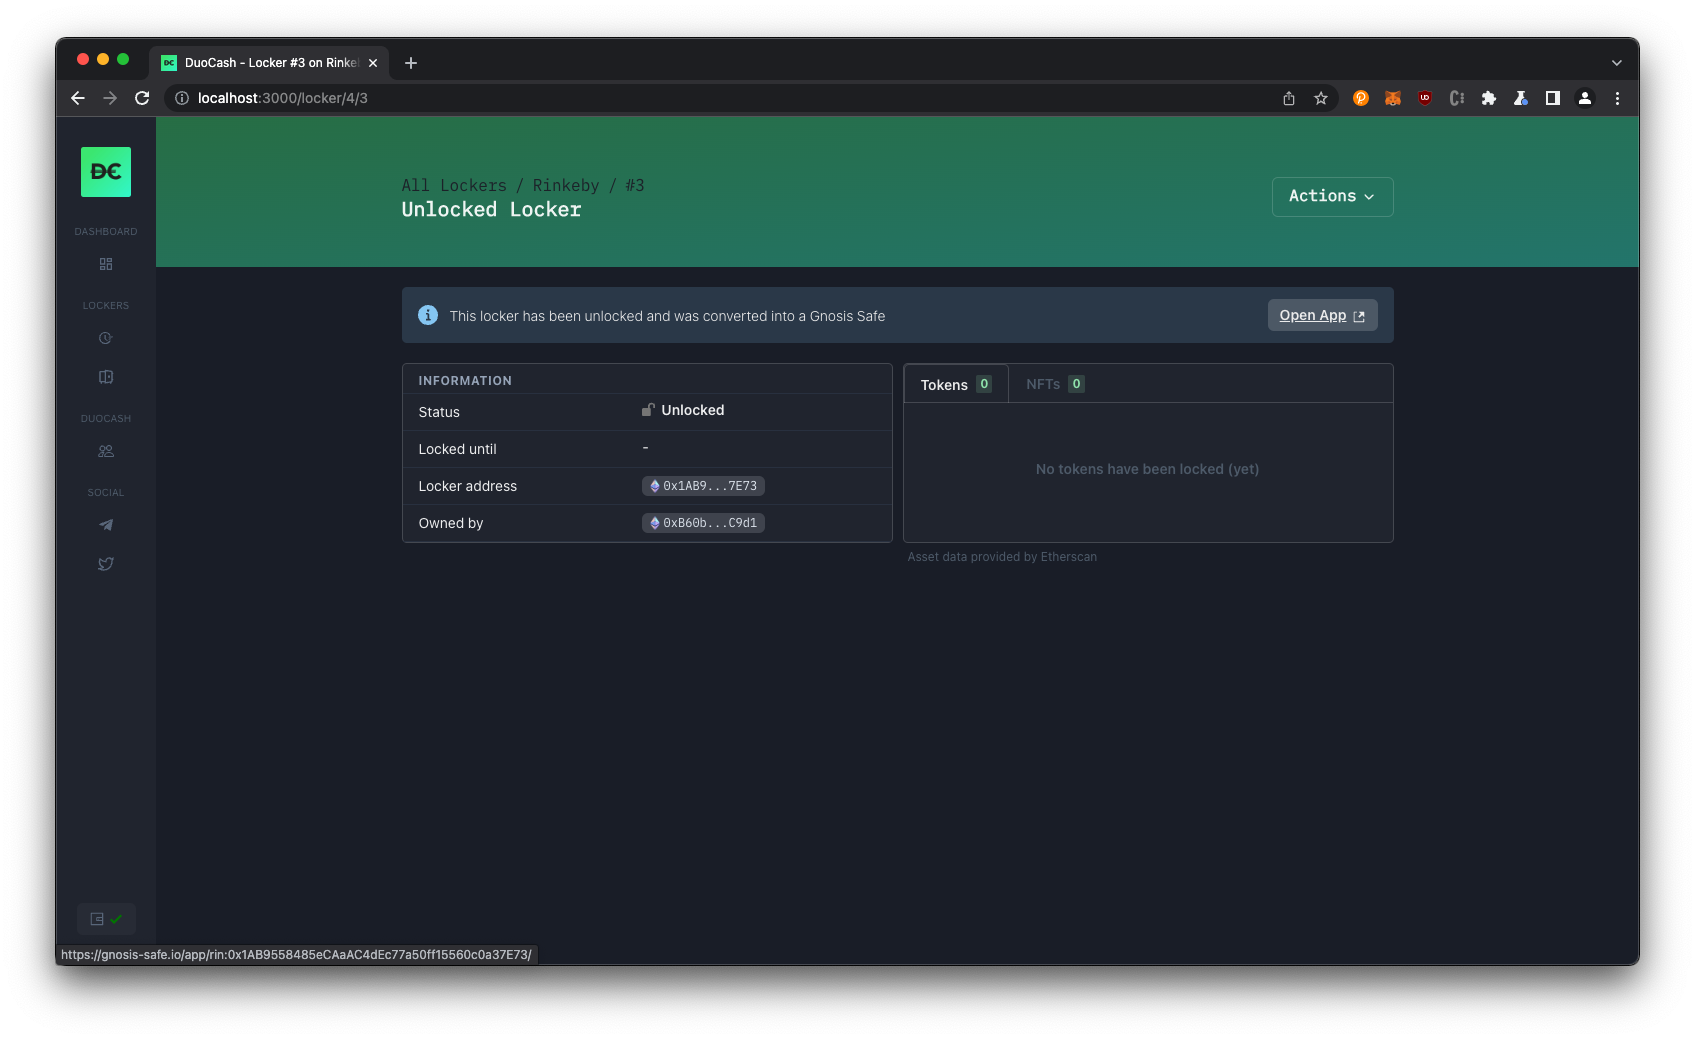 DuoCash - Locker #3 on Rinke
localhost:3000/locker/4/3
DASHBOARD
LOCKERS
DUOCASH
SOCIAL
All Lockers / Rinkeby / #3
Unlocked Locker
Actions
This locker has been unlocked and was converted into a Gnosis Safe
Open App
INFORMATION
Status Unlocked
Locked until -
Locker address 0x1AB9...7E73
Owned by 0xB60b...C9d1
Tokens 0 NFTs 0
No tokens have been locked (yet)
Asset data provided by Etherscan
https://gnosis-safe.io/app/rin:0x1AB9558485eCAaAC4dEc77a50ff15560c0a37E73/